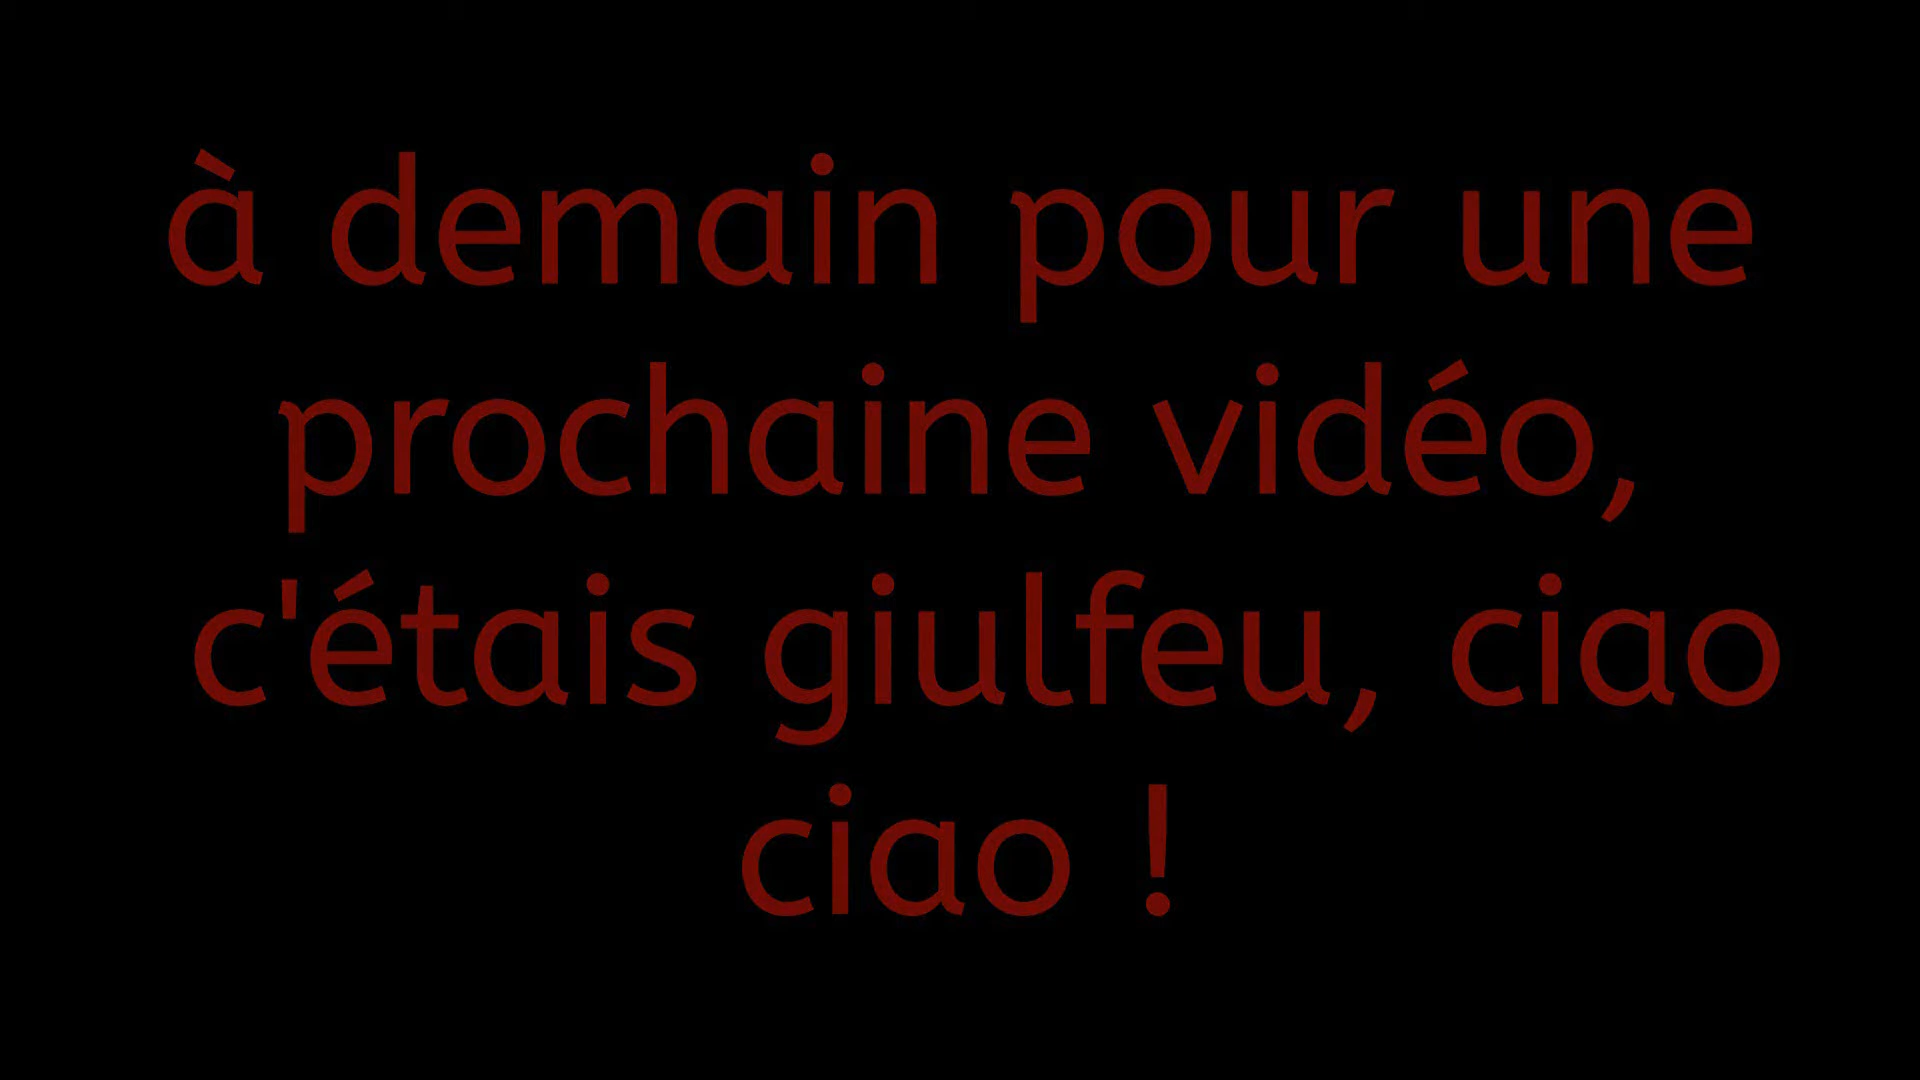 à demain pour une
prochaine vidéo,
c'étais giulfeu, ciao
ciao !